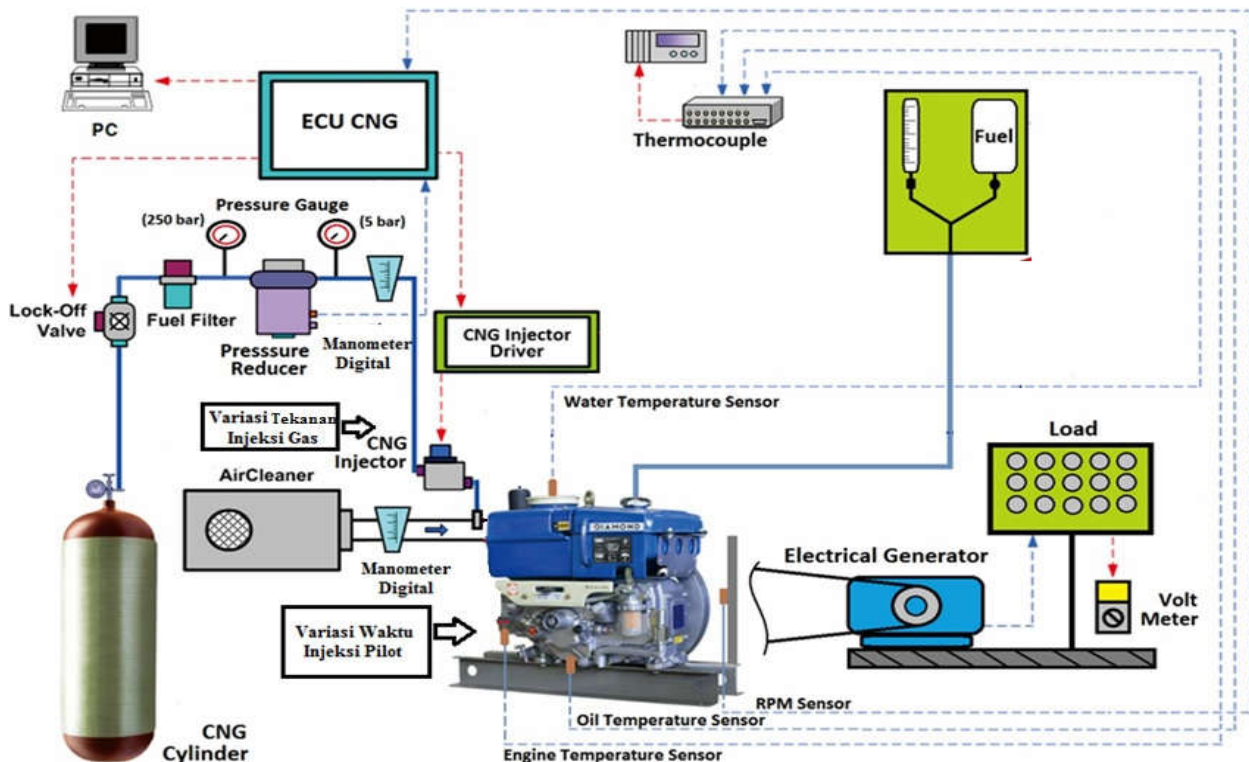 PC
ECU CNG
Thermocouple
Fuel
Pressure Gauge
(250 bar)
(5 bar)
Lock-Off
Valve
Fuel Filter
Presssure
Reducer
Manometer
Digital
CNG Injector
Driver
Water Temperature Sensor
Variasi Tekanan
Injeksi Gas
CNG
Injector
AirCleaner
Load
DIAMOND
Manometer
Digital
Electrical Generator
Volt
Meter
Variasi Waktu
Injeksi Pilot
RPM Sensor
Oil Temperature Sensor
CNG
Cylinder
Engine Temperature Sensor